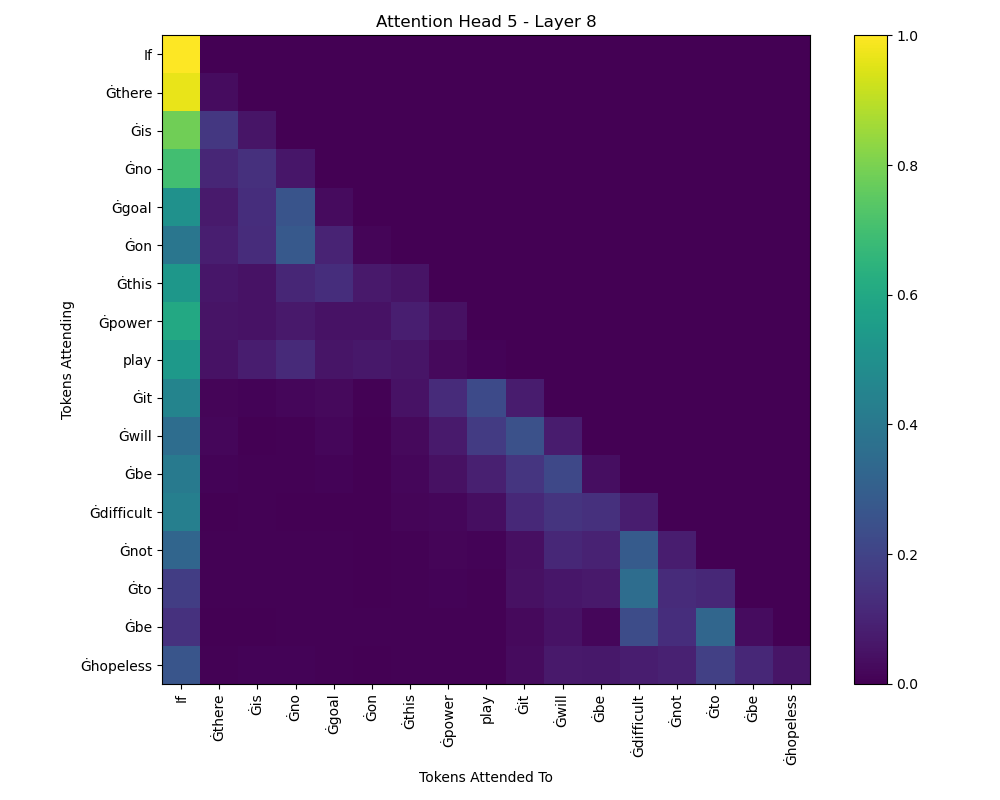 Attention Head 5 - Layer 8
If
Ġthere
Ġis
Ġno
Ġgoal
Ġon
Ġthis
Ġpower
play
Ġit
Ġwill
Ġbe
Ġdifficult
Ġnot
Ġto
Ġbe
Ġhopeless
Tokens Attending
If
Ġthere
Ġis
Ġno
Ġgoal
Ġon
Ġthis
Ġpower
play
Ġit
Ġwill
Ġbe
Ġdifficult
Ġnot
Ġto
Ġbe
Ġhopeless
Tokens Attended To
1.0
0.8
0.6
0.4
0.2
0.0